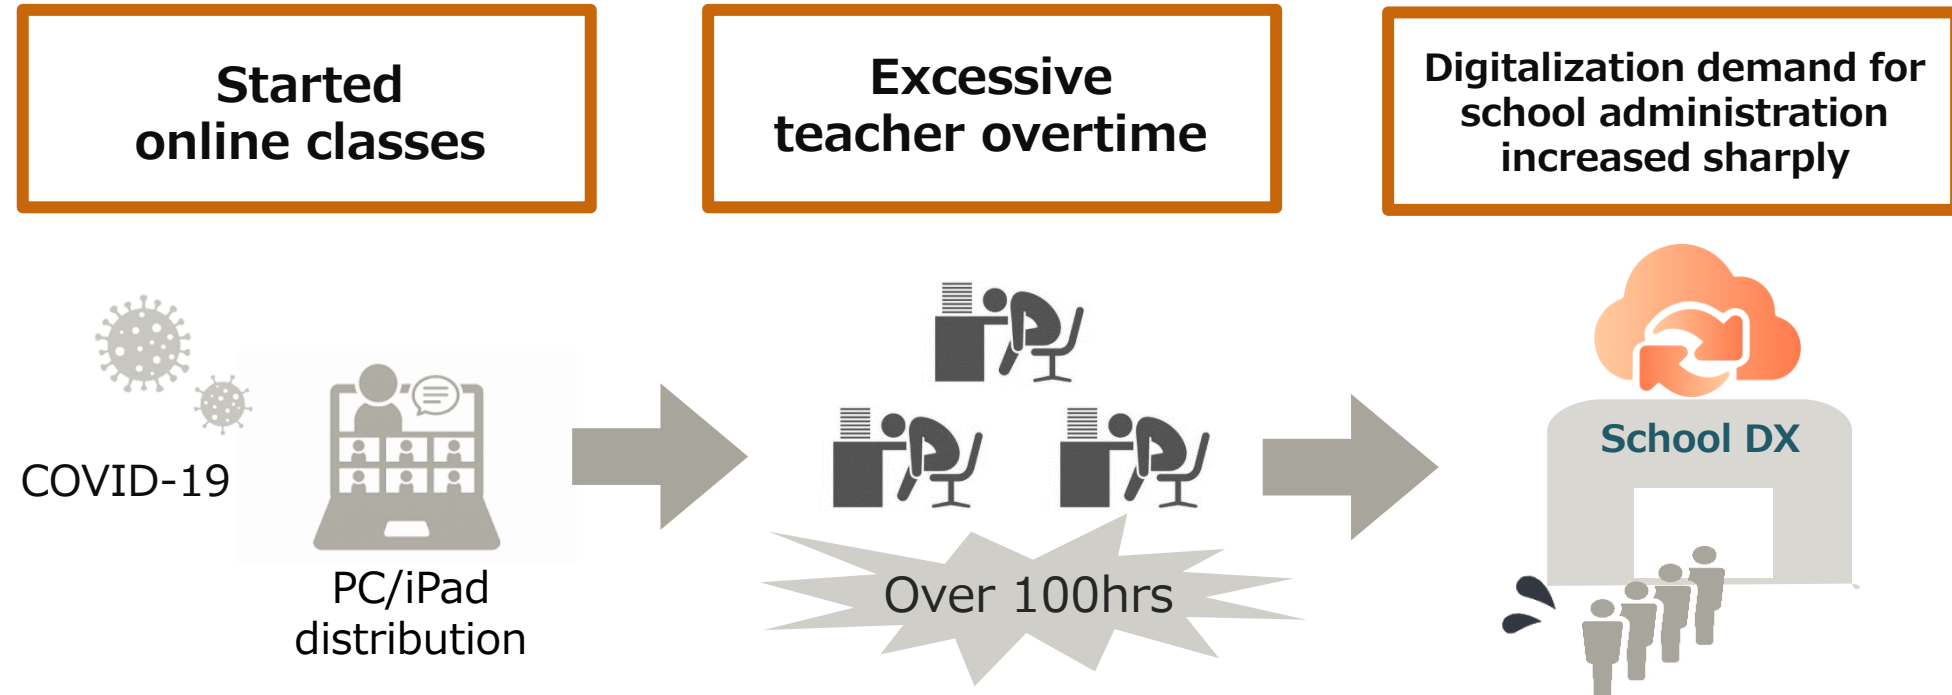 Started
online classes
Excessive
teacher overtime
Digitalization demand for
school administration
increased sharply
COVID-19
PC/iPad
distribution
Over 100hrs
School DX